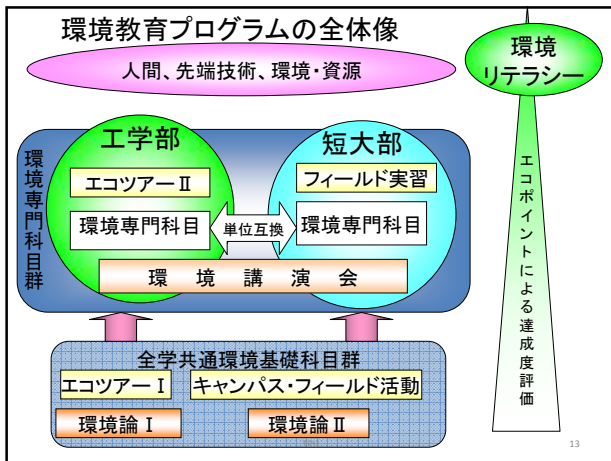 環境教育プログラムの全体像
人間、先端技術、環境・資源
環境
リテラシー
環境専門科目群
工学部
短大部
エコツアーⅡ
フィールド実習
環境専門科目
単位互換
環境専門科目
環境講演会
全学共通環境基礎科目群
エコツアーⅠ
キャンパス・フィールド活動
環境論Ⅰ
環境論Ⅱ
エコポイントによる達成度評価
13